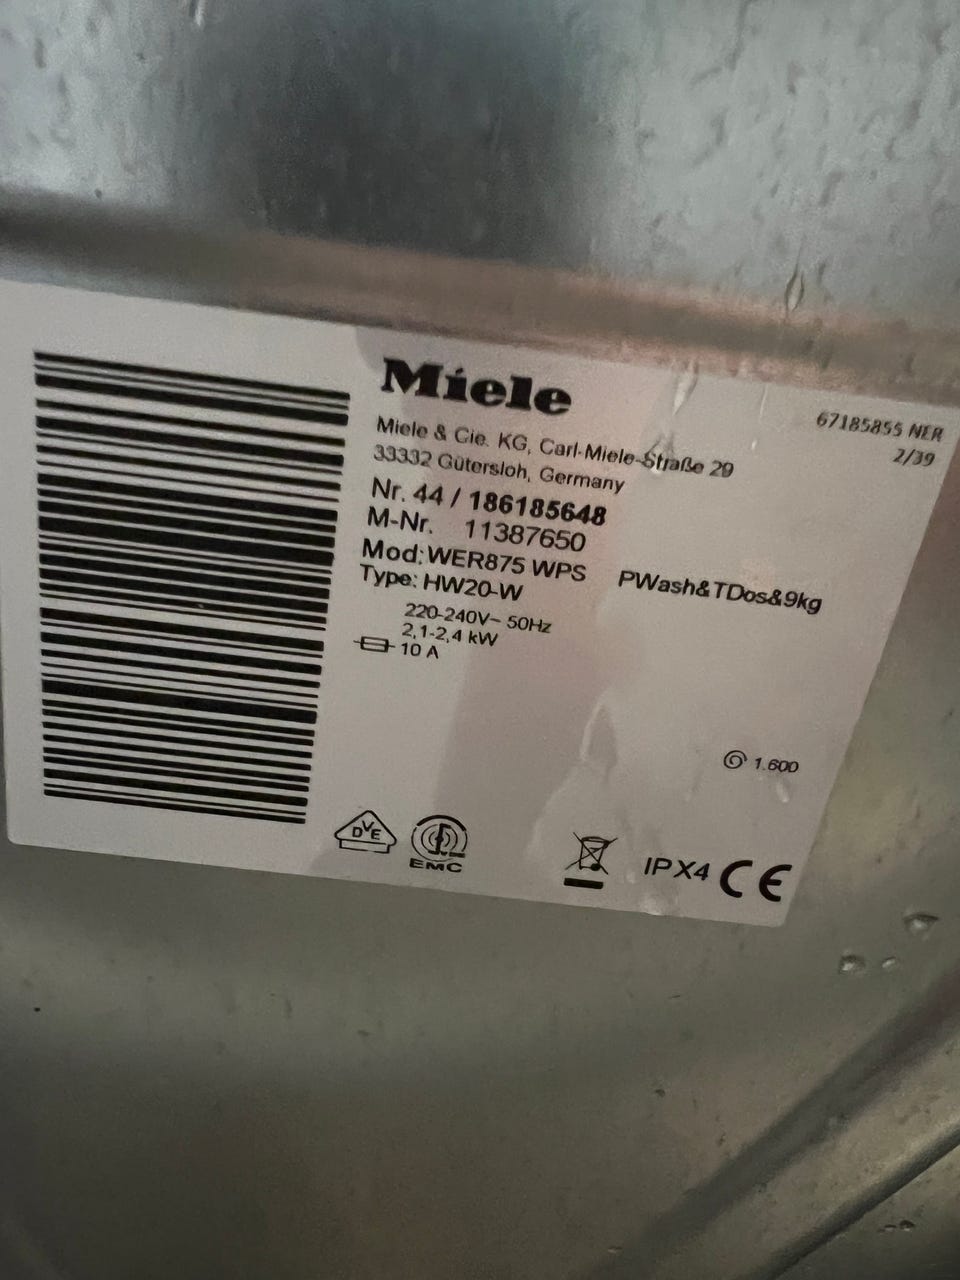 Miele
67185855 NER
2/39
Miele & Cie. KG, Carl-Miele-Straße 29
33332 Gütersloh, Germany
Nr. 44 / 186185648
M-Nr. 11387650
Mod: WER875 WPS PWash&TDos&9kg
Type: HW20-W
220-240V~ 50Hz
2,1-2,4 kW
10 A
1.600
DVE
EMC
IPX4 CE